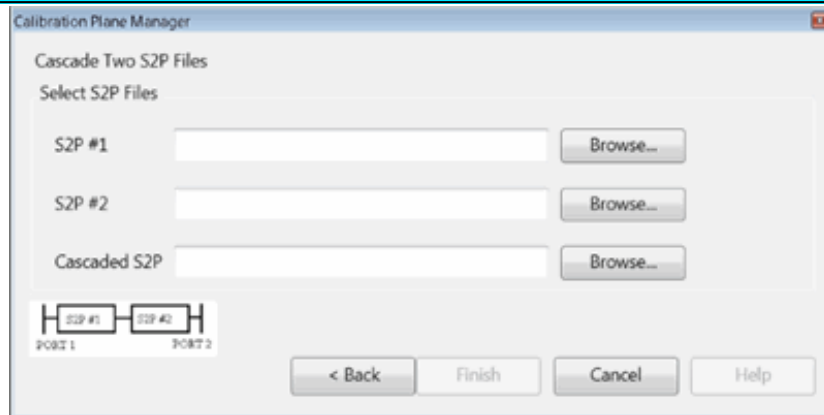 Calibration Plane Manager
Cascade Two S2P Files
Select S2P Files
S2P #1 Browse...
S2P #2 Browse...
Cascaded S2P Browse...
S2P #1 S2P #2
PORT 1 PORT 2
< Back Finish Cancel Help